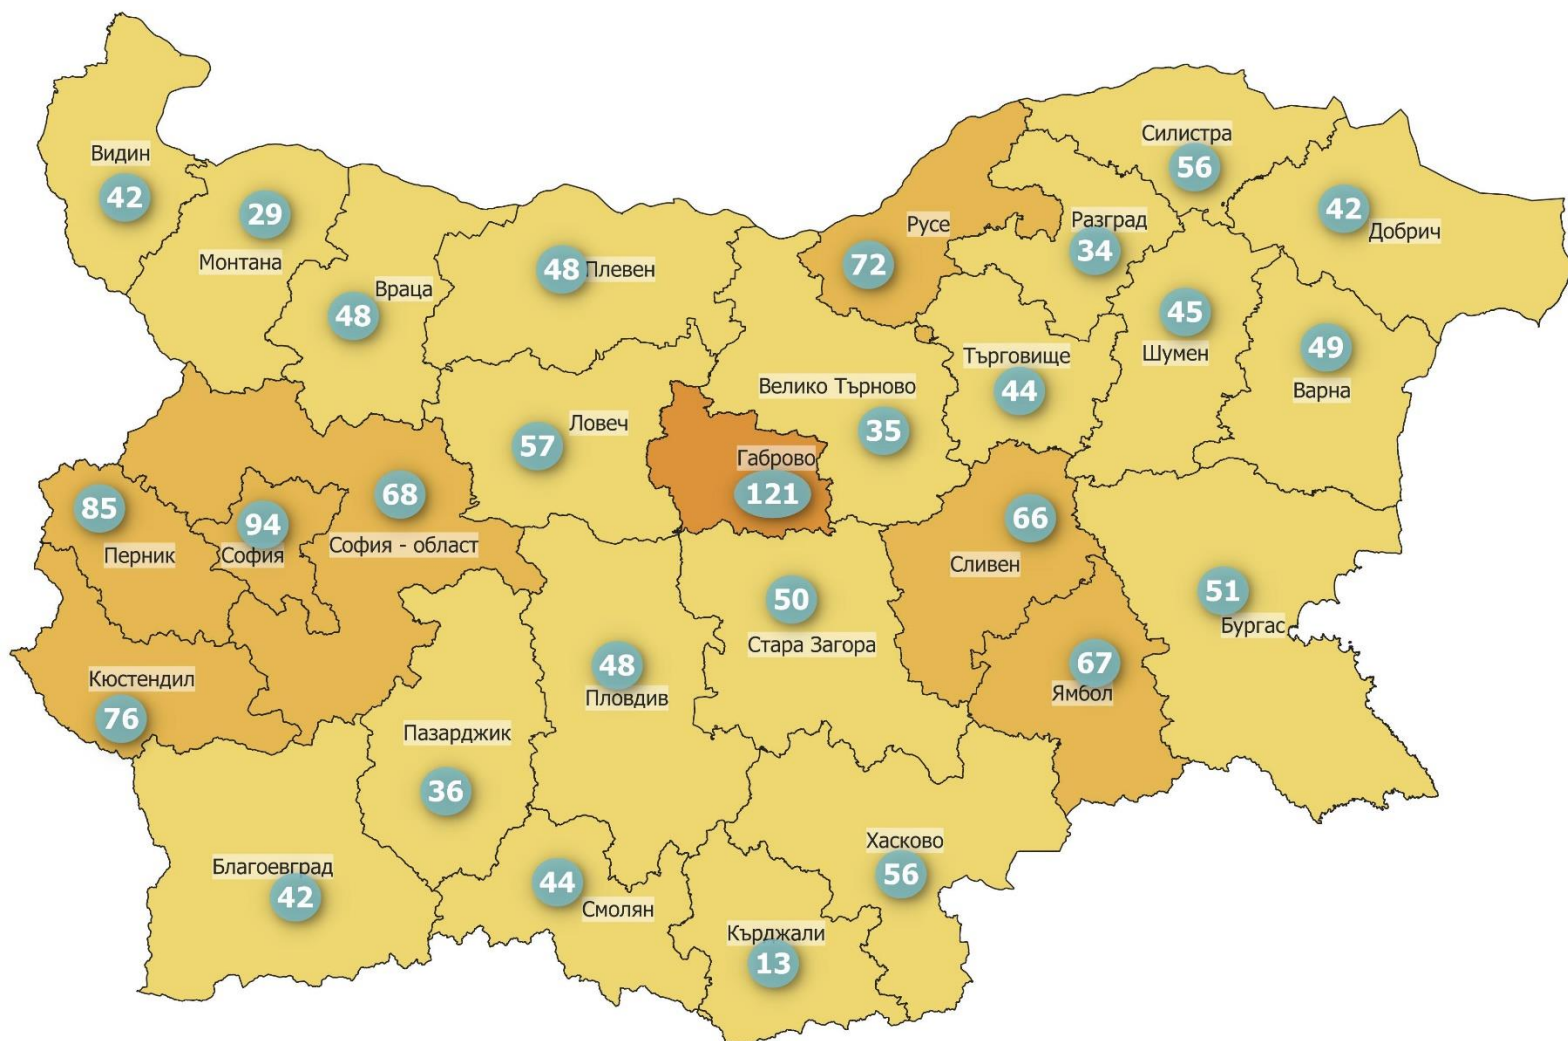 Видин
42
29
Монтана
Враца
48
48
Плевен
Русе
72
Силистра
56
Разград
34
42
Добрич
45
Шумен
49
Варна
Търговище
44
Велико Търново
35
Ловеч
57
Габрово
121
85
Перник
94
София
68
София - област
66
Сливен
51
Бургас
50
Стара Загора
67
Ямбол
48
Пловдив
Кюстендил
76
Пазарджик
36
Благоевград
42
44
Смолян
Хасково
56
Кърджали
13